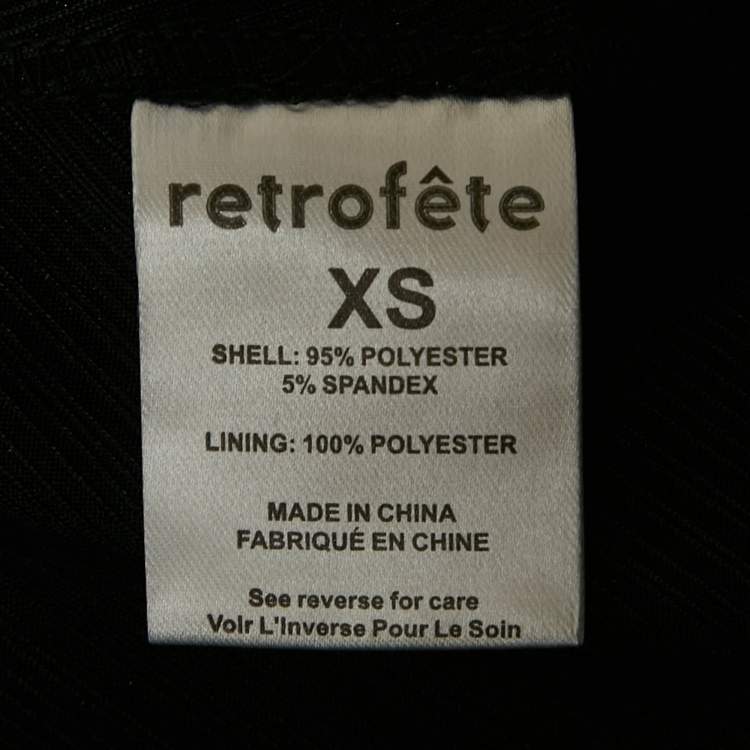 retrofête
XS
SHELL: 95% POLYESTER
5% SPANDEX
LINING: 100% POLYESTER
MADE IN CHINA
FABRIQUÉ EN CHINE
See reverse for care
Voir L'Inverse Pour Le Soin